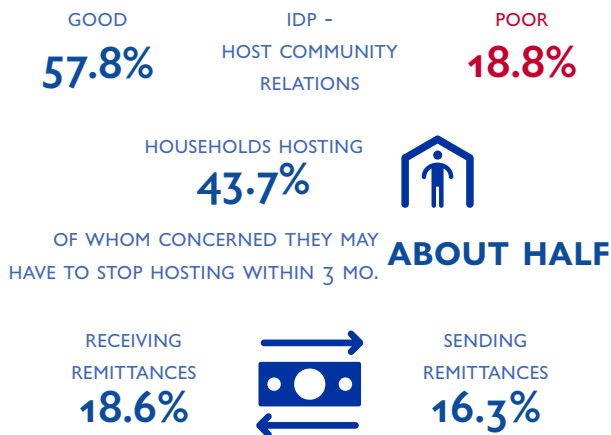 GOOD
57.8%
IDP -
HOST COMMUNITY
RELATIONS
POOR
18.8%
HOUSEHOLDS HOSTING
43.7%
OF WHOM CONCERNED THEY MAY
HAVE TO STOP HOSTING WITHIN 3 MO.
ABOUT HALF
RECEIVING
REMITTANCES
18.6%
SENDING
REMITTANCES
16.3%